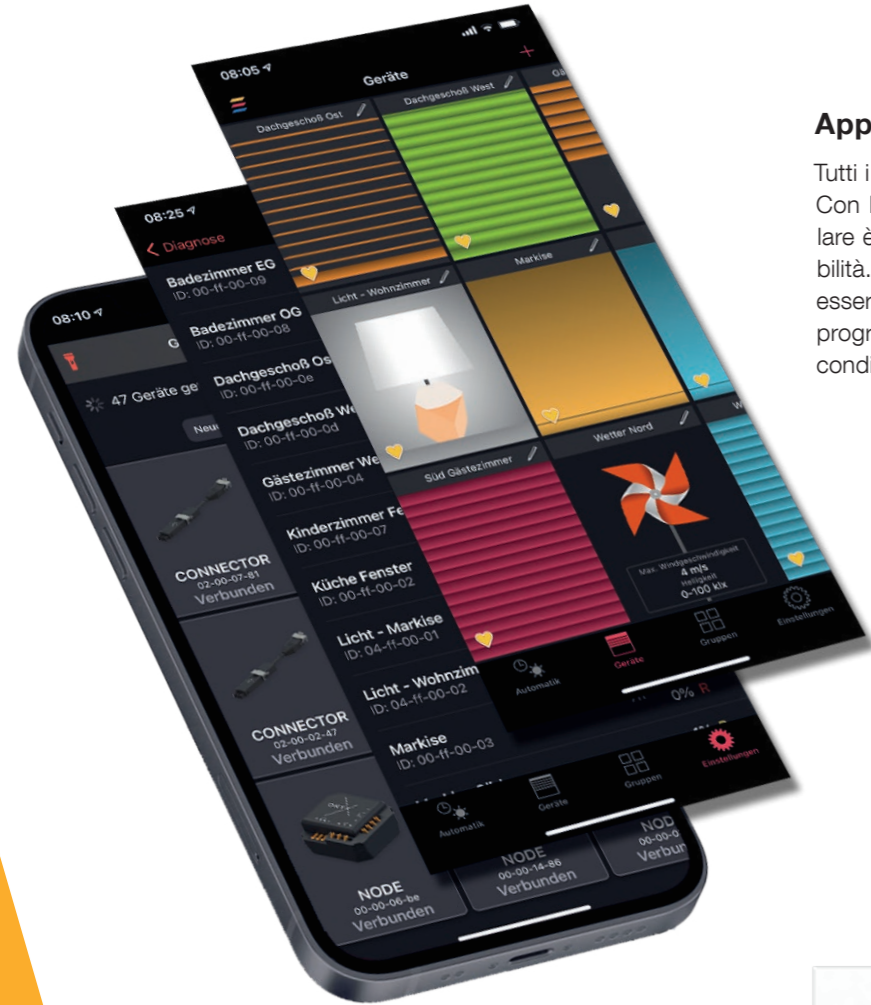 08:05
Geräte
Dachgeschoß Ost
Dachgeschoß West
Licht - Wohnzimmer
Markise
Süd Gästezimmer
Wetter Nord
Max. Windgeschwindigkeit
4 m/s
Helligkeit
0-100 klx
Automatik
Geräte
Gruppen
Einstellungen
08:25
Diagnose
Badezimmer EG
ID: 00-ff-00-09
Badezimmer OG
ID: 00-ff-00-08
Dachgeschoß Os
ID: 00-ff-00-0e
Dachgeschoß We
ID: 00-ff-00-0d
Gästezimmer We
ID: 00-ff-00-04
Kinderzimmer Fe
ID: 00-ff-00-07
Küche Fenster
ID: 00-ff-00-02
Licht - Markise
ID: 04-ff-00-01
Licht - Wohnzim
ID: 04-ff-00-02
0% R
Markise
ID: 00-ff-00-03
Automatik
Geräte
Gruppen
Einstellungen
08:10
G
47 Geräte ge
Neu
CONNECTOR
02-00-07-81
Verbunden
CONNECTOR
02-00-02-47
Verbunden
NODE
00-00-06-be
Verbunden
NODE
00-00-14-86
Verbunden
NOD
00-00-0
Verbun
App
Tutti i
Con l
lare è
bilità.
esser
progr
condi